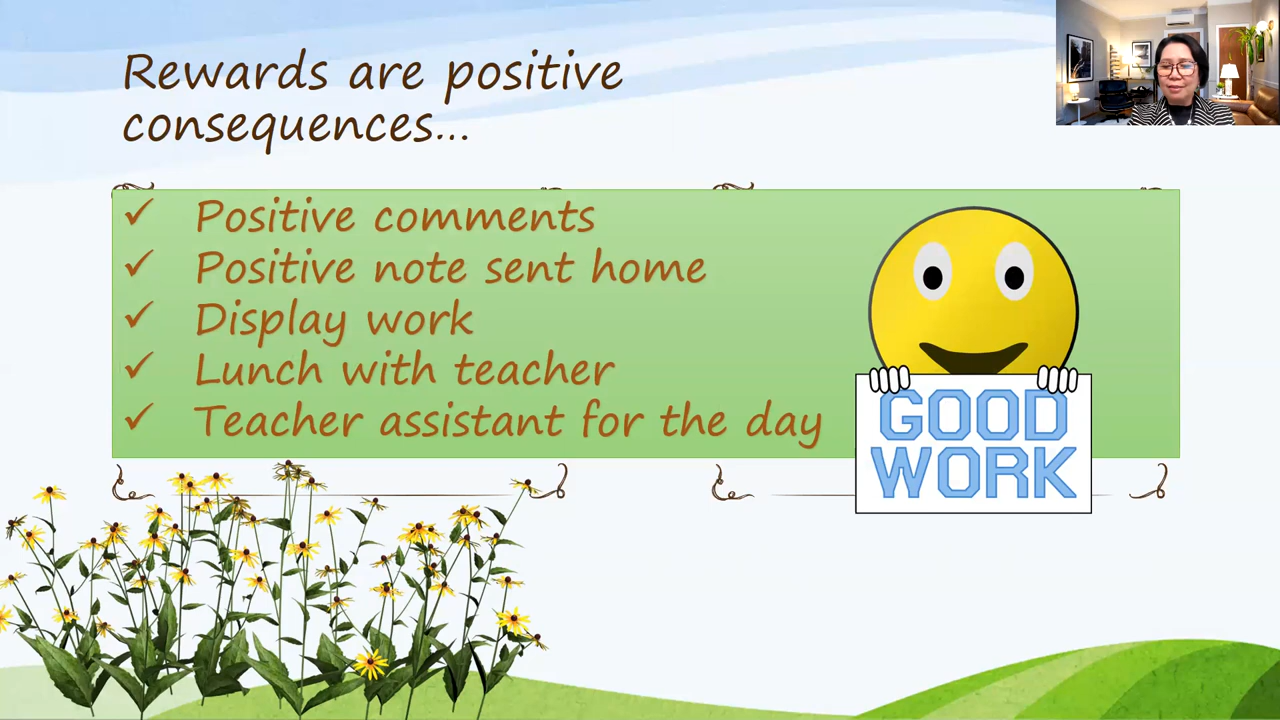 Rewards are positive
consequences...
✓ Positive comments
✓ Positive note sent home
✓ Display work
✓ Lunch with teacher
✓ Teacher assistant for the day
GOOD
WORK